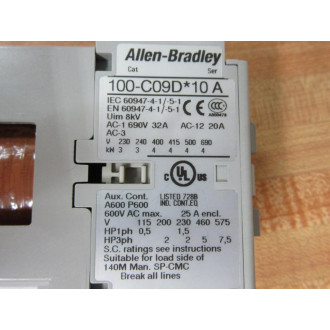 Allen-Bradley
Cat Ser
100-C09D*10 A
IEC 60947-4-1/-5-1
EN 60947-4-1/-5-1
Uim 8kV
AC-1 690V 32A AC-12 20A
AC-3
V 230 240 400 415 500 690
kW 3 3 4 4 4 4
CCC
c UL US
Aux. Cont. LISTED 728B
A600 P600 IND. CONT.EQ
600V AC max. 25 A encl.
V 115 200 230 460 575
HP1ph 0,5 1,5
HP3ph 2 2 5 7,5
S.C. ratings see instructions
Suitable for load side of
140M Man. SP-CMC
Break all lines